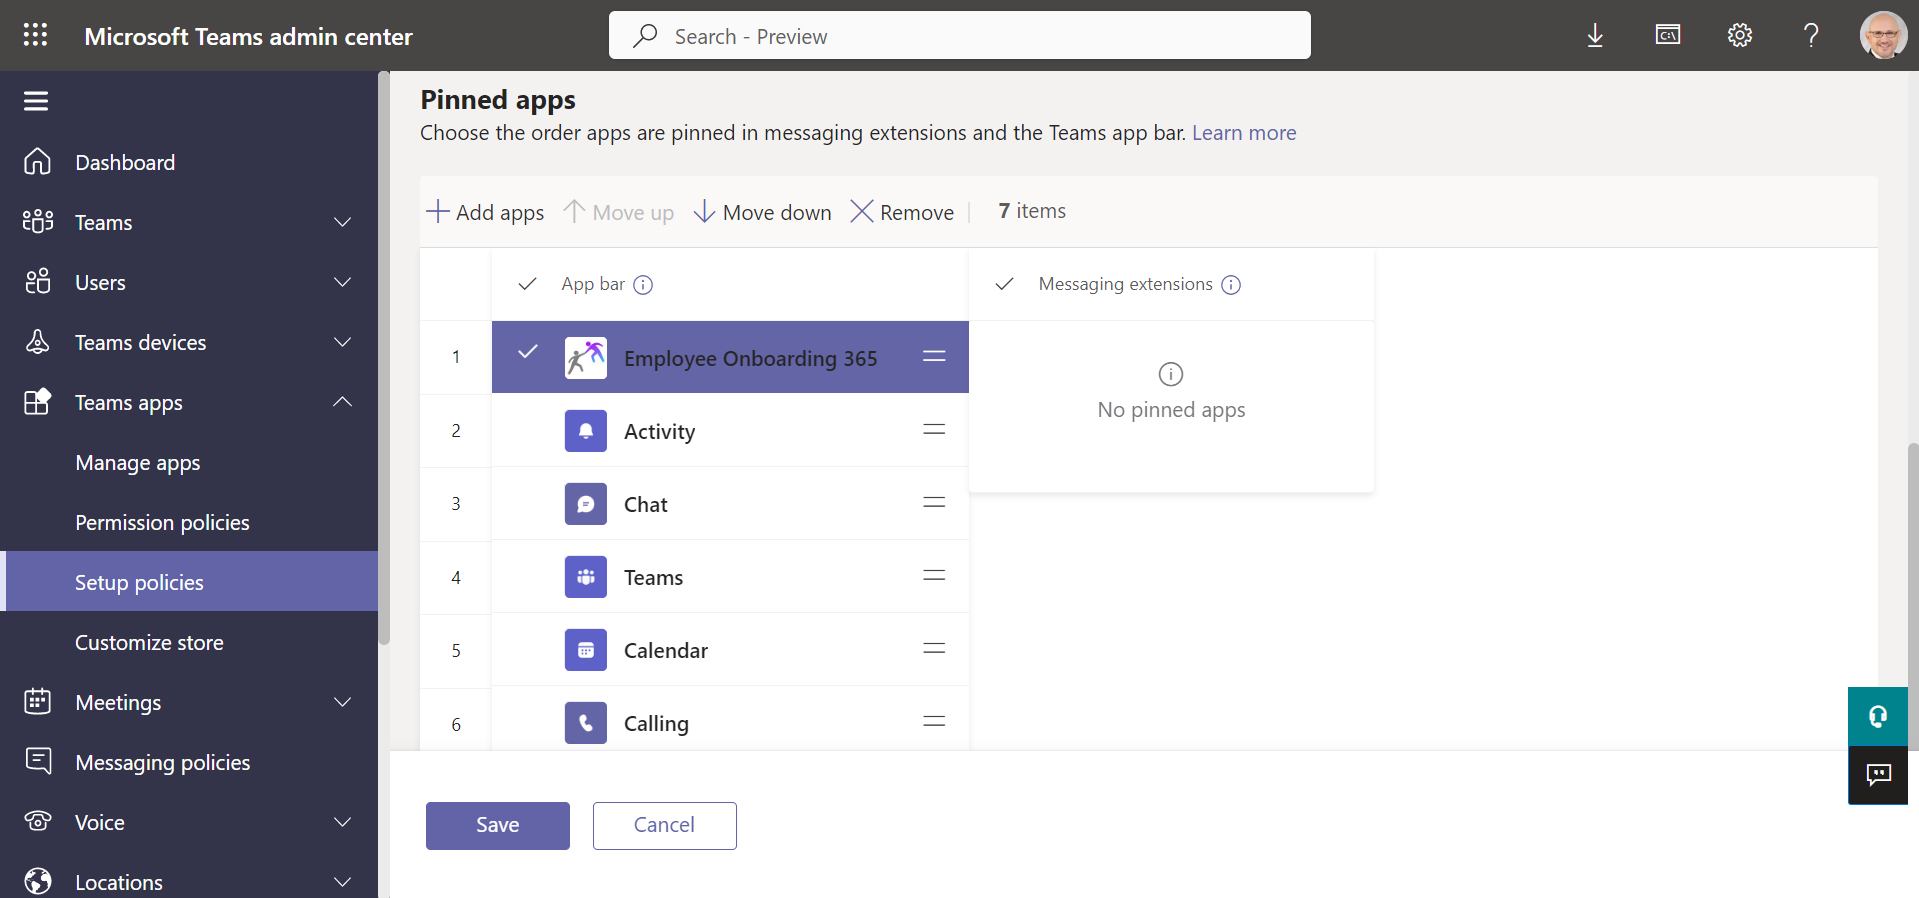 Microsoft Teams admin center
Search - Preview
C:\
?
Dashboard
Teams
Users
Teams devices
Teams apps
Manage apps
Permission policies
Setup policies
Customize store
Meetings
Messaging policies
Voice
Locations
Pinned apps
Choose the order apps are pinned in messaging extensions and the Teams app bar. Learn more
Add apps Move up Move down Remove 7 items
App bar Messaging extensions
1 Employee Onboarding 365
2 Activity
3 Chat
4 Teams
5 Calendar
6 Calling
No pinned apps
Save Cancel